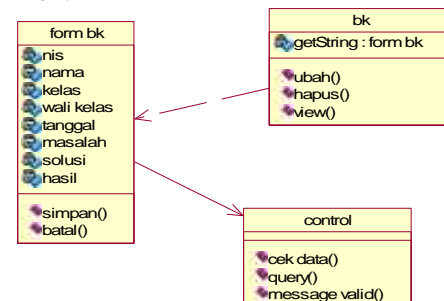 form bk
nis
nama
kelas
wali kelas
tanggal
masalah
solusi
hasil
simpan()
batal()
bk
getString : form bk
ubah()
hapus()
view()
control
cek data()
query()
message valid()